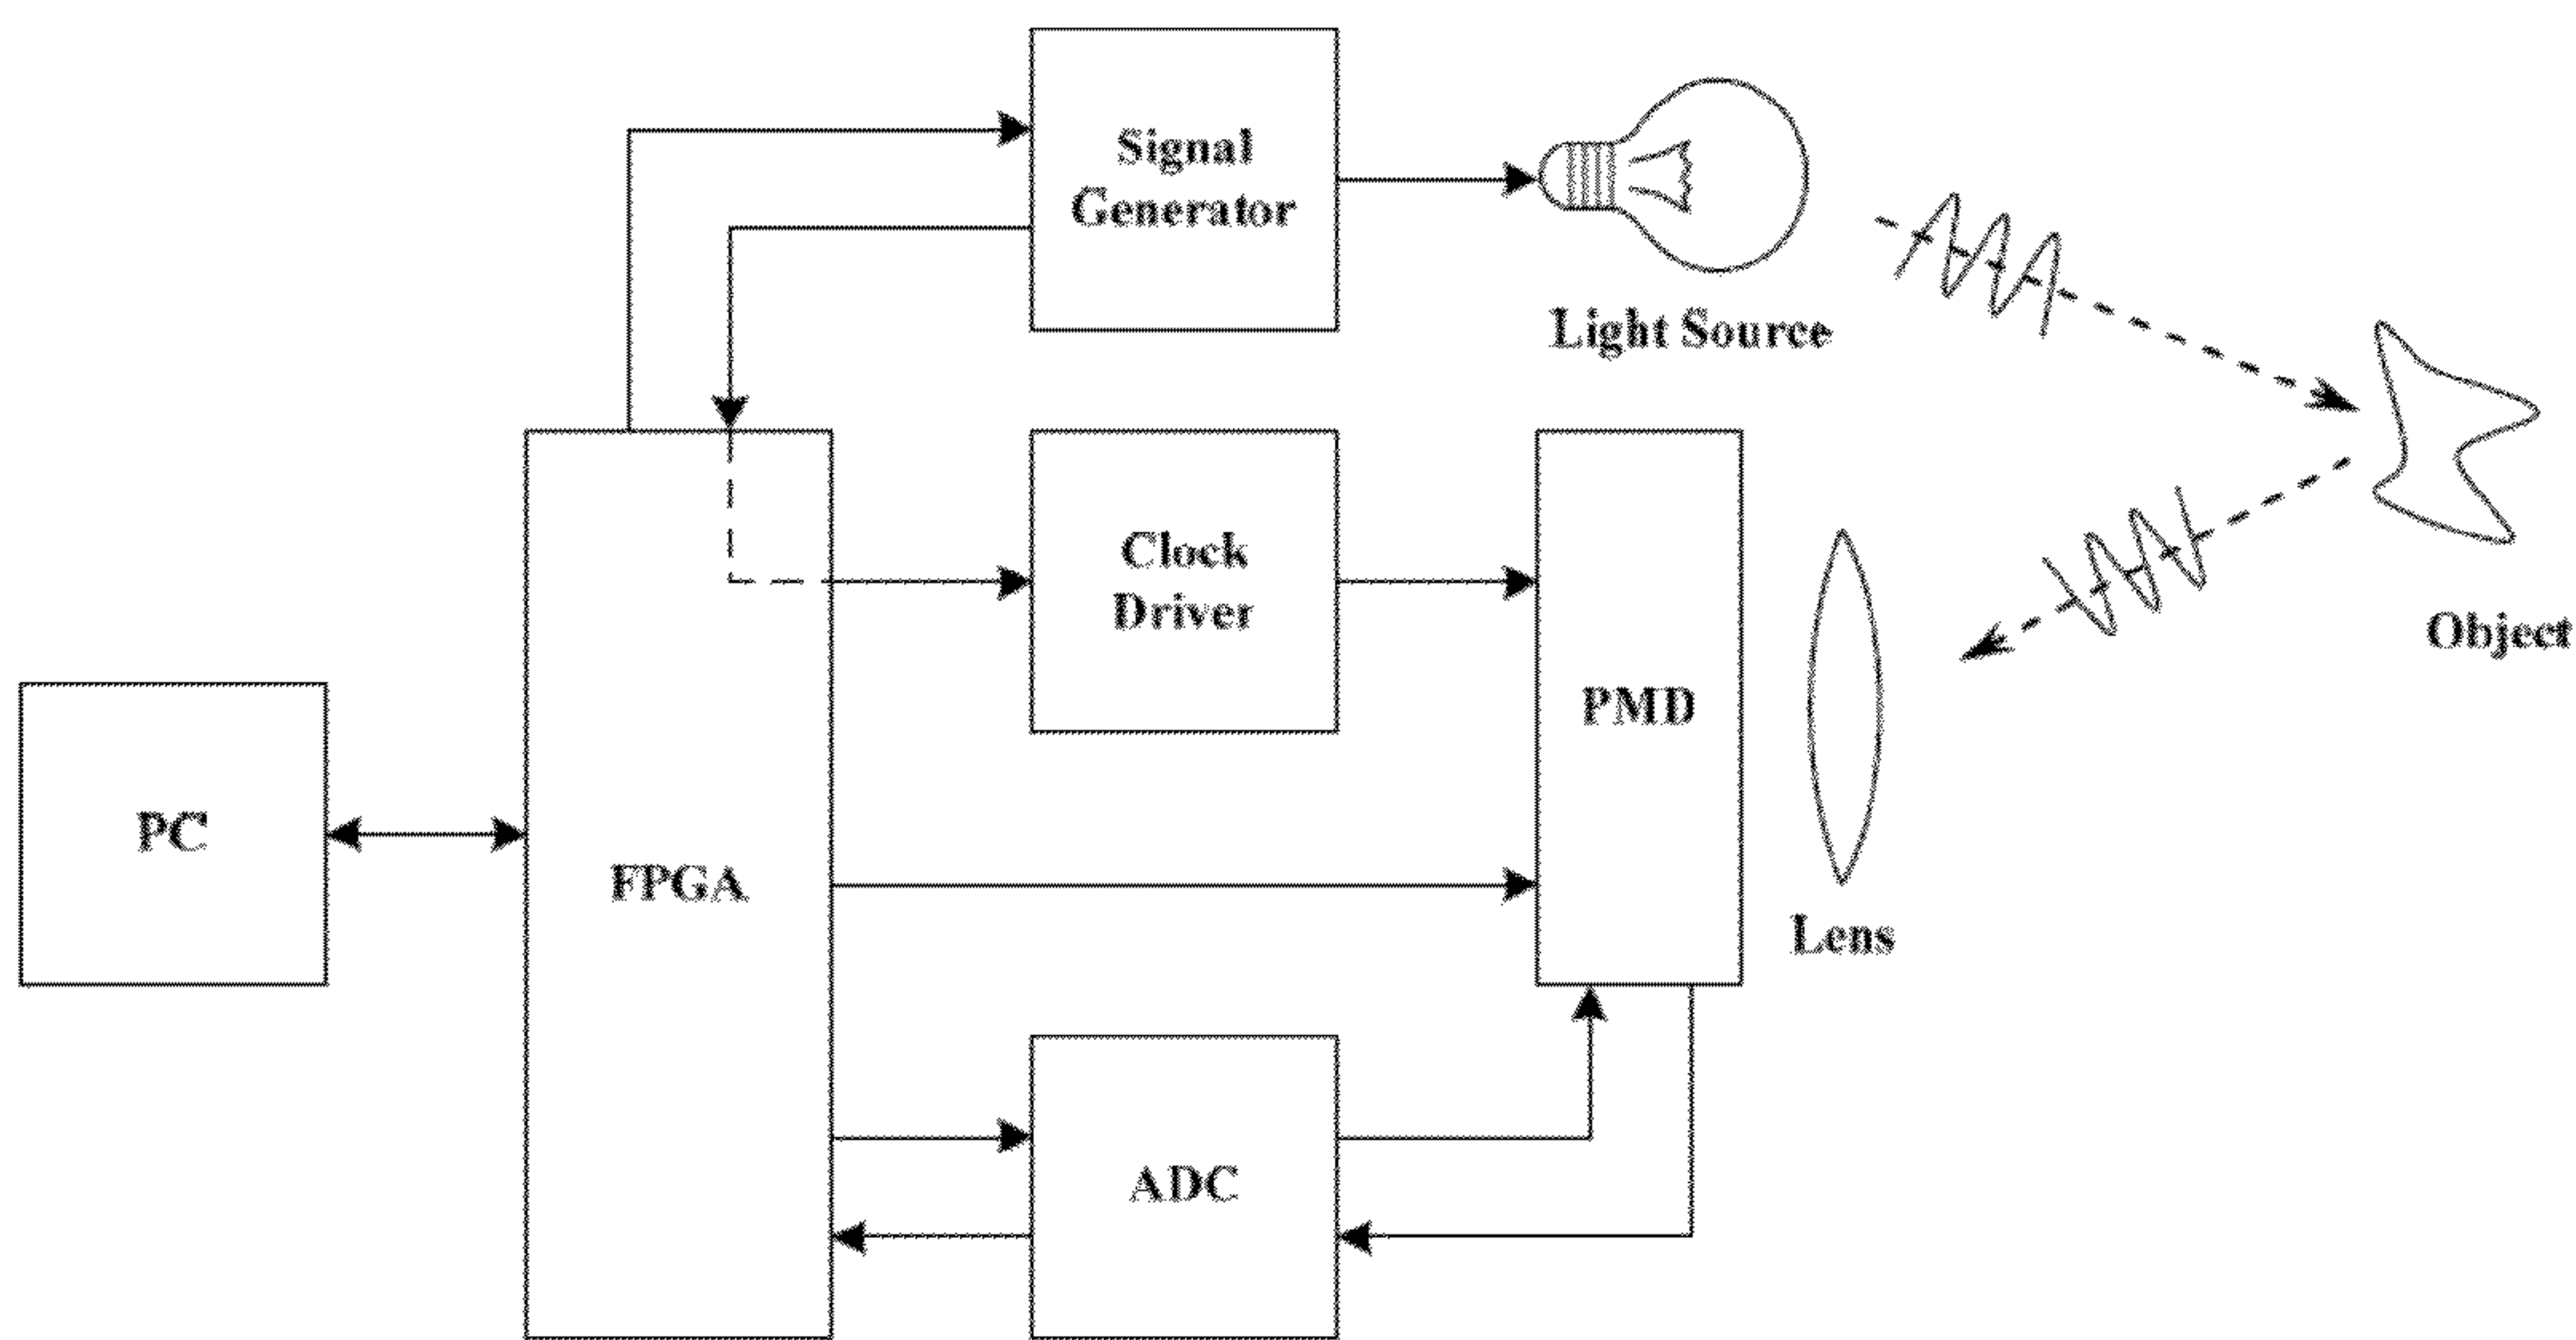 Signal
Generator
Light Source
Clock
Driver
PMD
Object
PC
FPGA
Lens
ADC